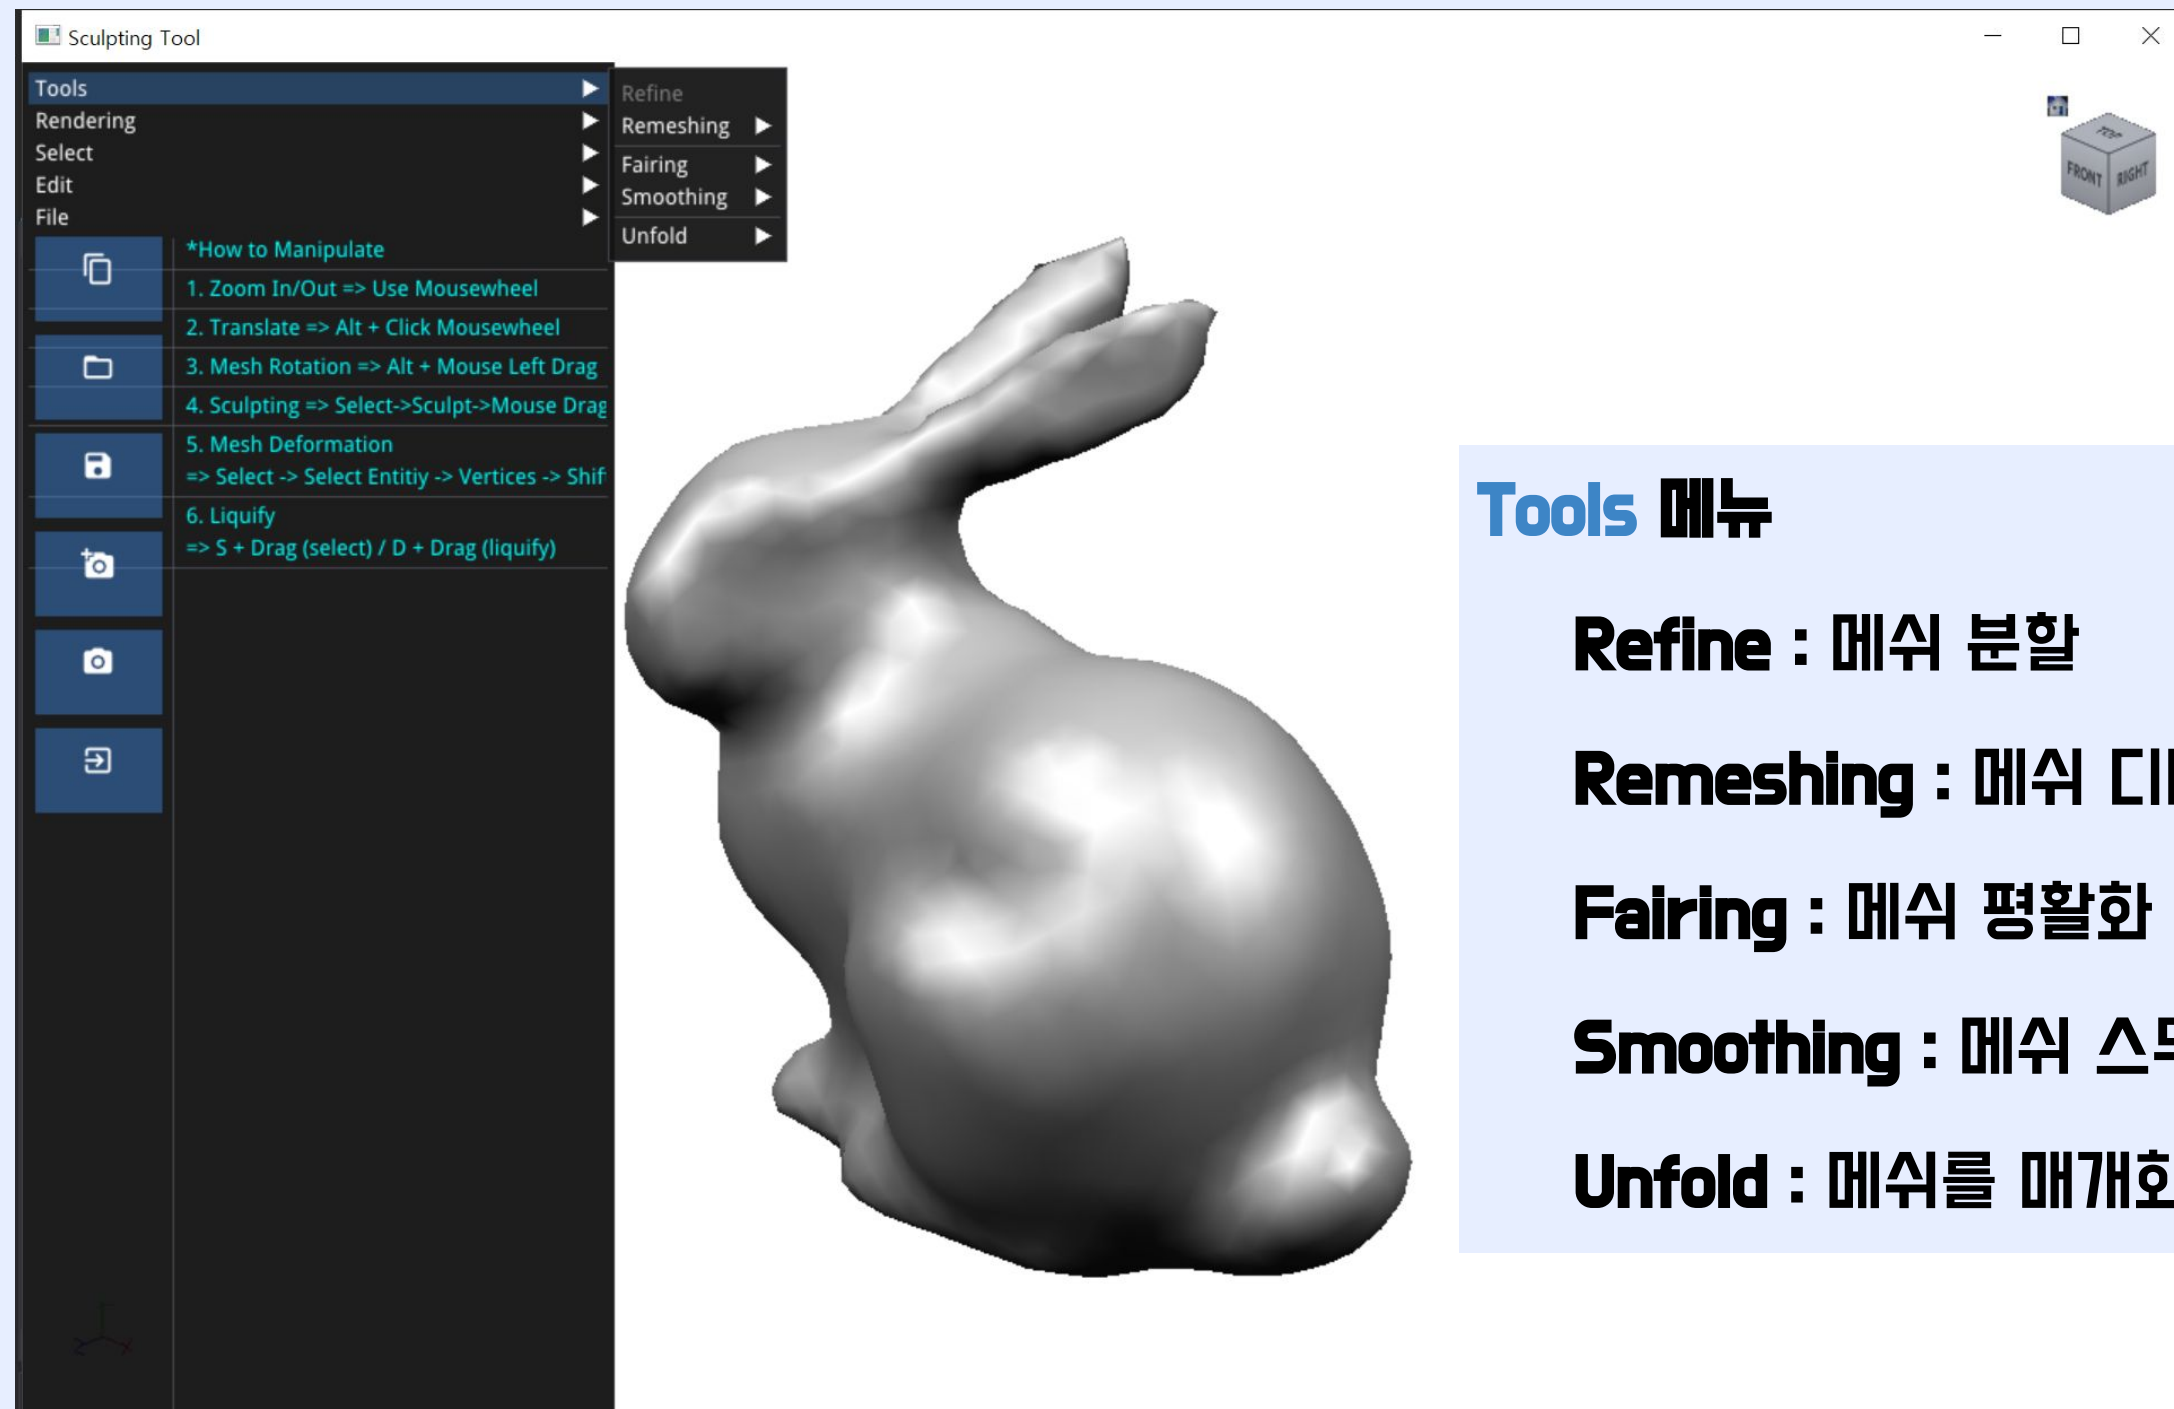 Sculpting Tool
Tools
Rendering
Select
Edit
File
Refine
Remeshing
Fairing
Smoothing
Unfold
*How to Manipulate
1. Zoom In/Out => Use Mousewheel
2. Translate => Alt + Click Mousewheel
3. Mesh Rotation => Alt + Mouse Left Drag
4. Sculpting => Select->Sculpt->Mouse Drag
5. Mesh Deformation
=> Select -> Select Entitiy -> Vertices -> Shif
6. Liquify
=> S + Drag (select) / D + Drag (liquify)
TOP
FRONT
RIGHT
Tools 메뉴
Refine : 메쉬 분할
Remeshing : 메쉬
Fairing : 메쉬 평활화
Smoothing : 메쉬
Unfold : 메쉬를